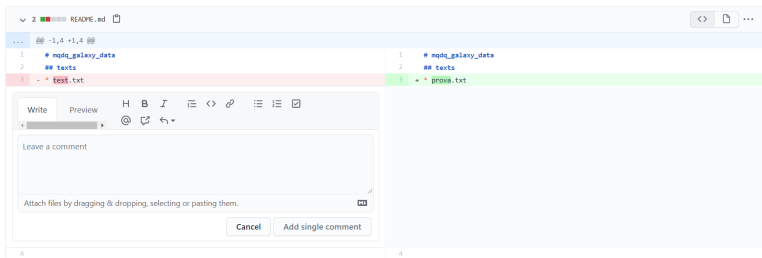 2 README.md
... @@ -1,4 +1,4 @@
1 # mqdq_galaxy_data
2 ## texts
3 - * test.txt
1 # mqdq_galaxy_data
2 ## texts
3 + * prova.txt
Write Preview H B I
Leave a comment
Attach files by dragging & dropping, selecting or pasting them.
Cancel Add single comment
4 4